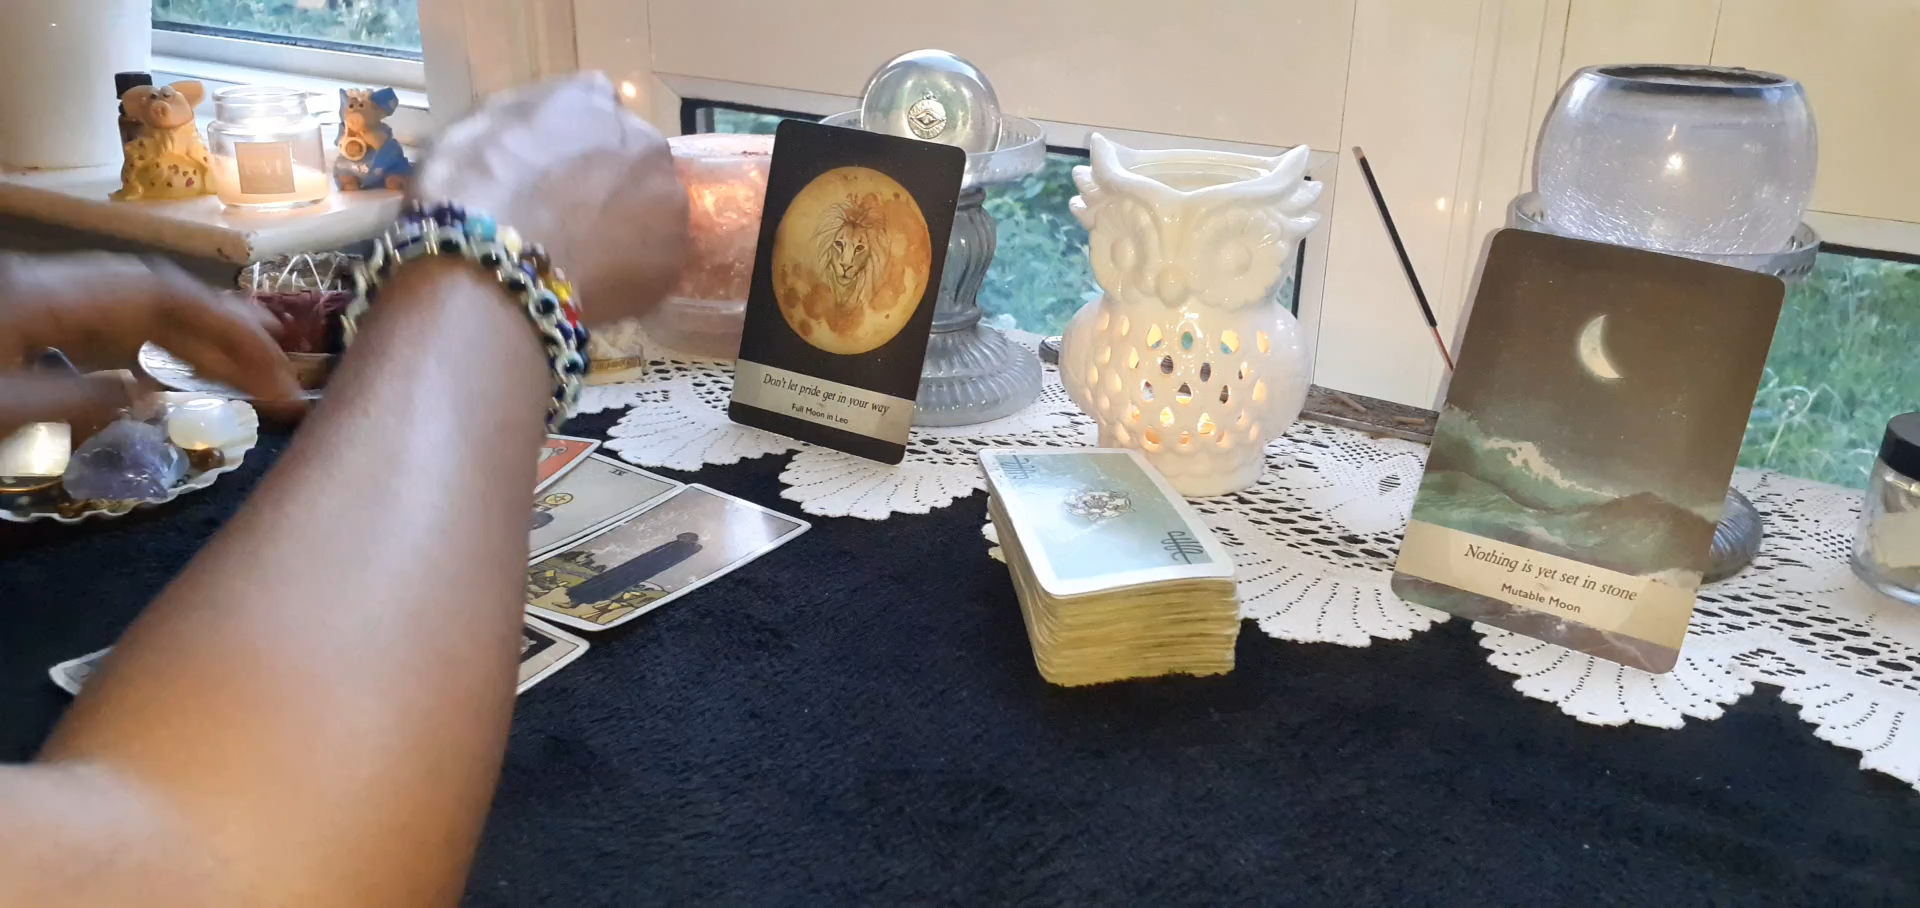 Don't let pride get in your way
Full Moon in Leo
Nothing is yet set in stone
Mutable Moon